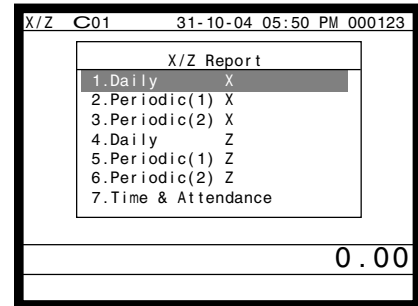 X/Z C01 31-10-04 05:50 PM 000123
X/Z Report
1.Daily X
2.Periodic(1) X
3.Periodic(2) X
4.Daily Z
5.Periodic(1) Z
6.Periodic(2) Z
7.Time & Attendance
0.00